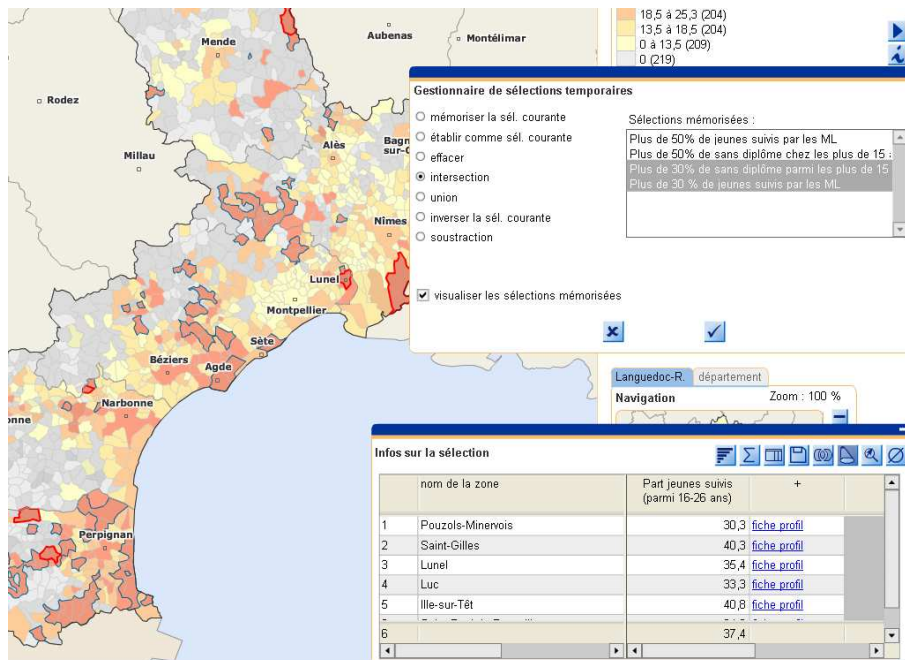 18,5 à 25,3 (204)
13,5 à 18,5 (204)
0 à 13,5 (209)
0 (219)
Mende
Aubenas
Montélimar
Rodez
Millau
Alès
Bagn
sur-C
Nîmes
Lunel
Montpellier
Sète
Béziers
Agde
Narbonne
onne
Perpignan
Gestionnaire de sélections temporaires
mémoriser la sél. courante
établir comme sél. courante
effacer
intersection
union
inverser la sél. courante
soustraction
Sélections mémorisées :
Plus de 50% de jeunes suivis par les ML
Plus de 50% de sans diplôme chez les plus de 15
Plus de 30% de sans diplôme parmi les plus de 15
Plus de 30 % de jeunes suivis par les ML
visualiser les sélections mémorisées
Languedoc-R. département
Navigation Zoom : 100 %
Infos sur la sélection
nom de la zone Part jeunes suivis +
(parmi 16-26 ans)
1 Pouzols-Minervois 30,3 fiche profil
2 Saint-Gilles 40,3 fiche profil
3 Lunel 35,4 fiche profil
4 Luc 33,3 fiche profil
5 Ille-sur-Têt 40,8 fiche profil
6 37,4